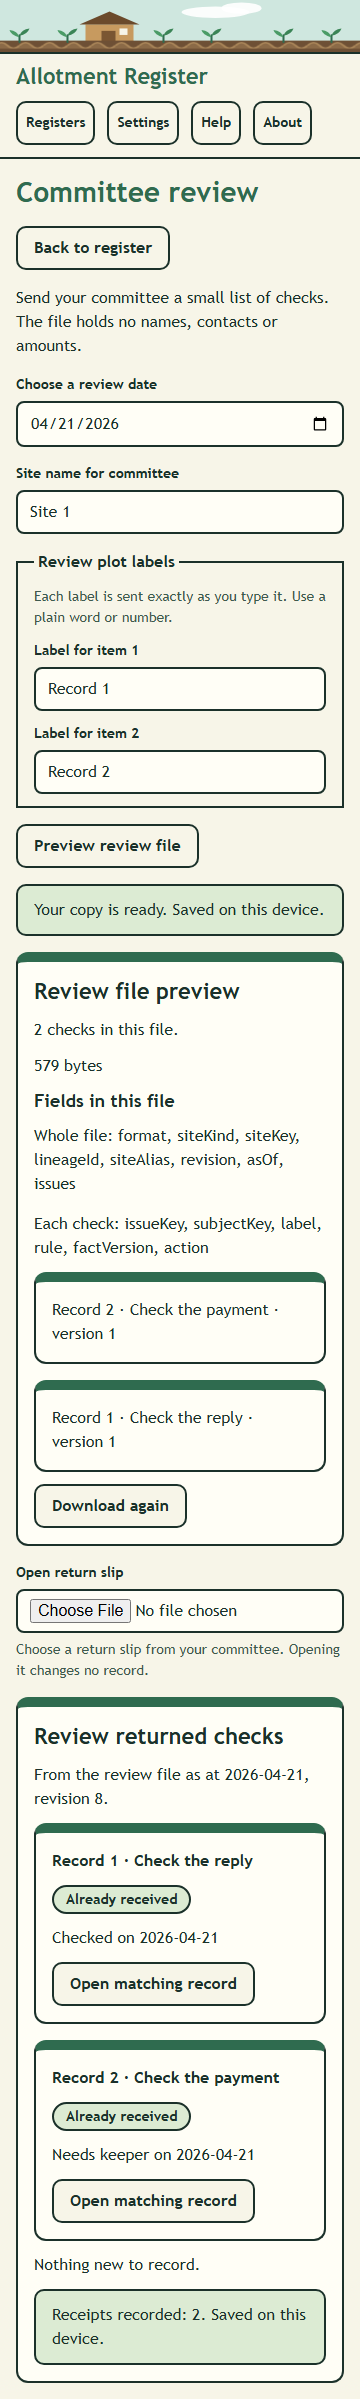 Allotment Register
Registers
Settings
Help
About
Committee review
Back to register
Send your committee a small list of checks.
The file holds no names, contacts or
amounts.
Choose a review date
04/21/2026
Site name for committee
Site 1
Review plot labels
Each label is sent exactly as you type it. Use a
plain word or number.
Label for item 1
Record 1
Label for item 2
Record 2
Preview review file
Your copy is ready. Saved on this device.
Review file preview
2 checks in this file.
579 bytes
Fields in this file
Whole file: format, siteKind, siteKey,
lineageId, siteAlias, revision, asOf,
issues
Each check: issueKey, subjectKey, label,
rule, factVersion, action
Record 2 · Check the payment ·
version 1
Record 1 · Check the reply ·
version 1
Download again
Open return slip
Choose File No file chosen
Choose a return slip from your committee. Opening
it changes no record.
Review returned checks
From the review file as at 2026-04-21,
revision 8.
Record 1 · Check the reply
Already received
Checked on 2026-04-21
Open matching record
Record 2 · Check the payment
Already received
Needs keeper on 2026-04-21
Open matching record
Nothing new to record.
Receipts recorded: 2. Saved on this
device.